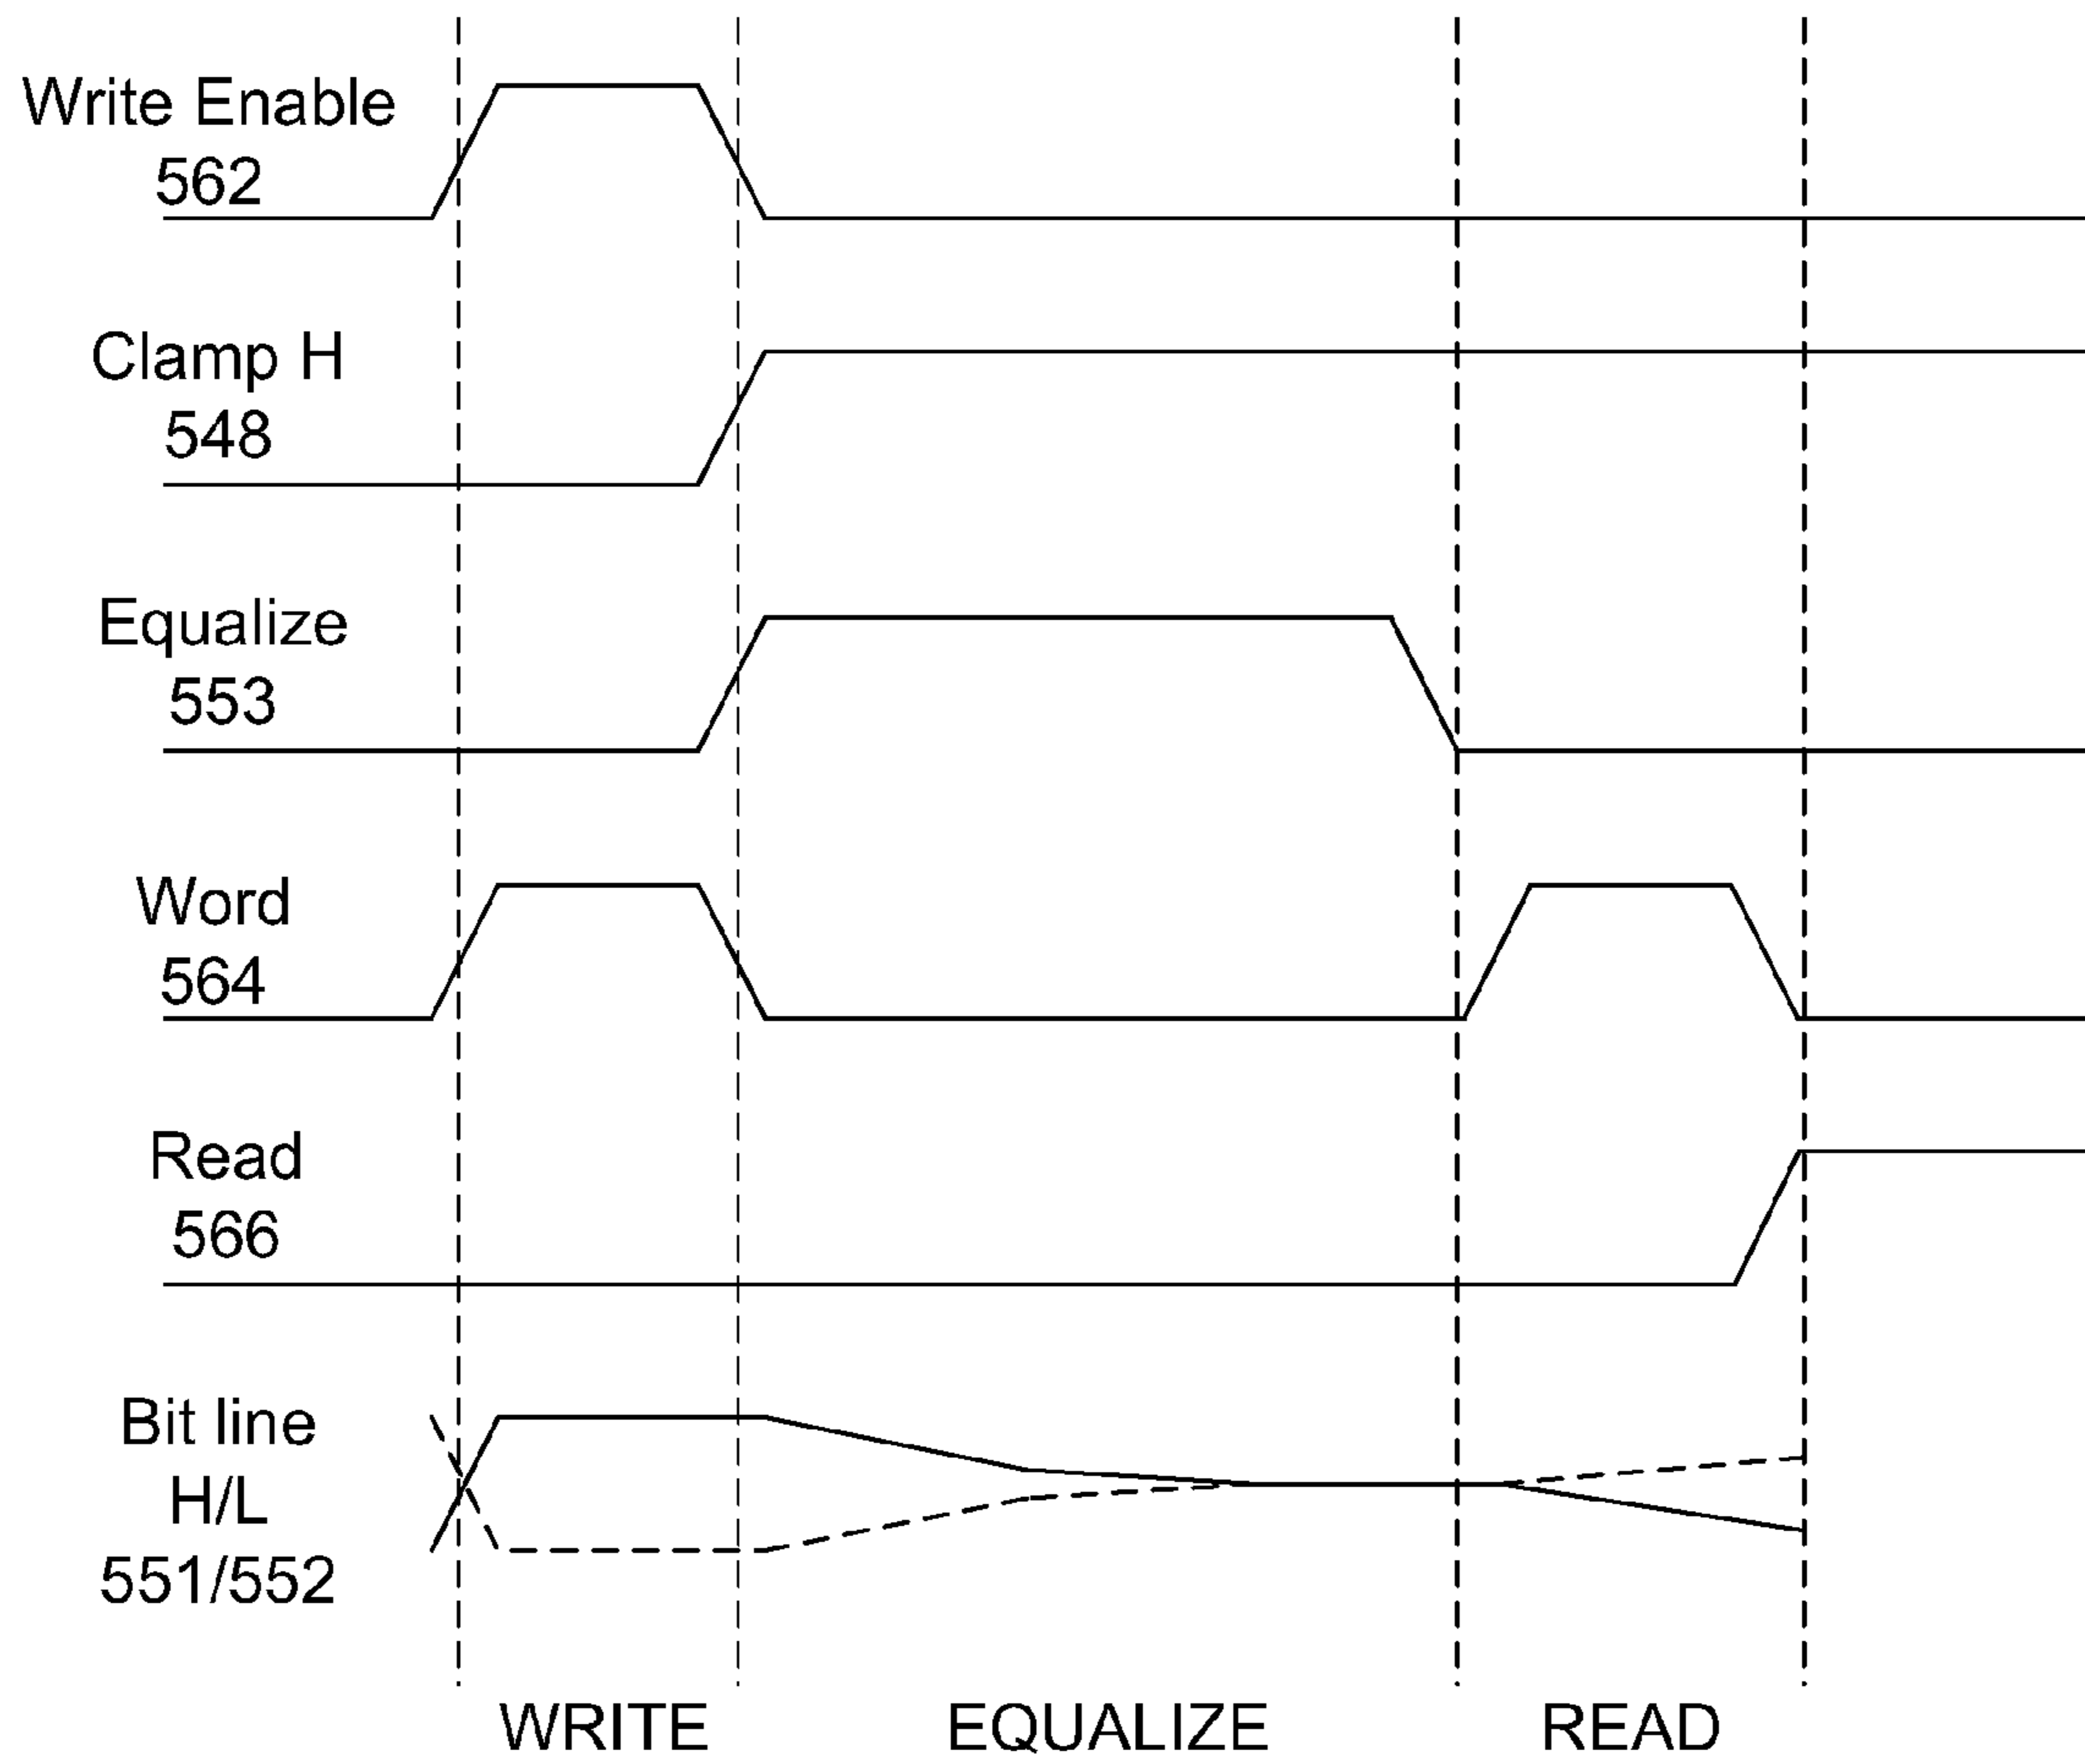 Write Enable
562
Clamp H
548
Equalize
553
Word
564
Read
566
Bit line
H/L
551/552
WRITE EQUALIZE READ